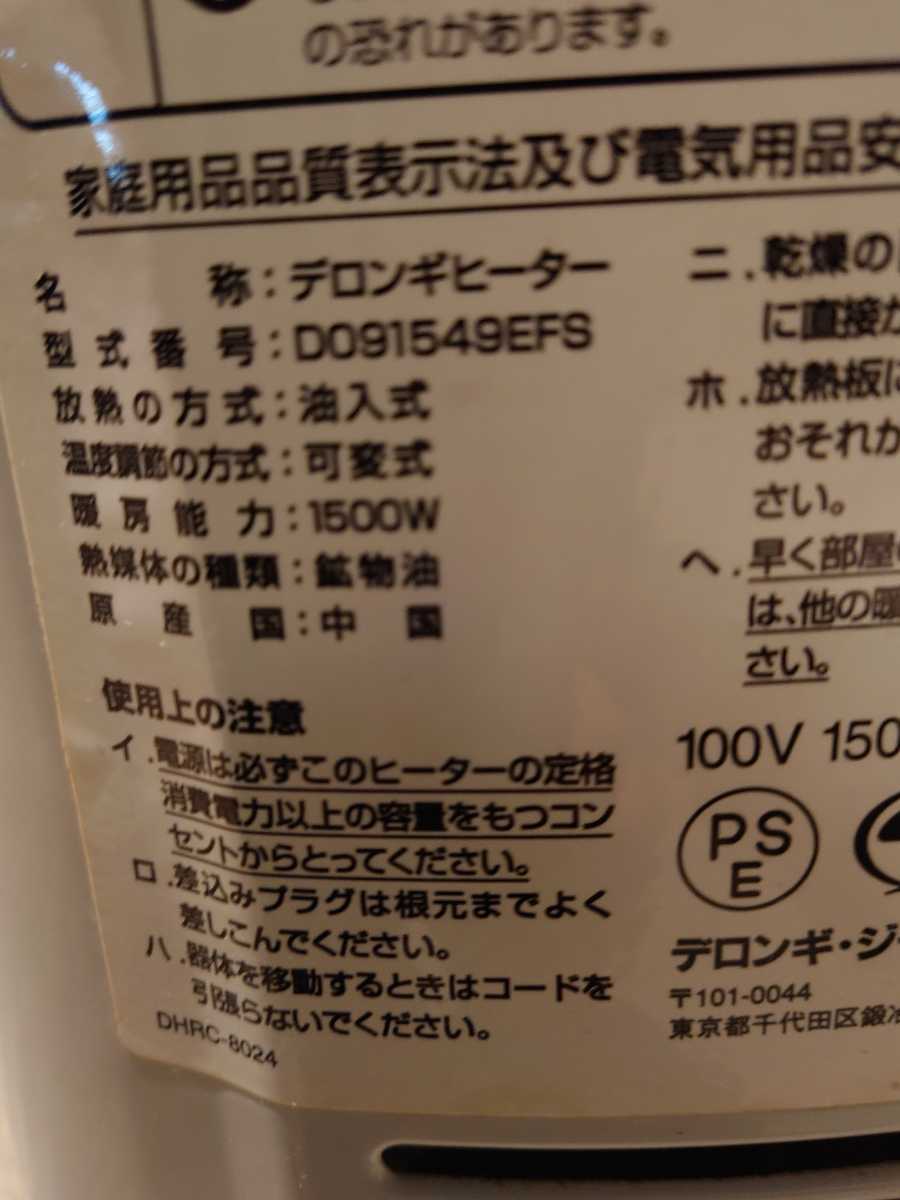 の恐れがあります。
家庭用品品質表示法及び電気用品安
名称：デロンギヒーター
型式番号：D091549EFS
放熱の方式：油入式
温度調節の方式：可変式
暖房能力：1500W
熱媒体の種類：鉱物油
原産国：中国
使用上の注意
イ．電源は必ずこのヒーターの定格
消費電力以上の容量をもつコン
セントからとってください。
ロ．差込みプラグは根元までよく
差しこんでください。
ハ．器体を移動するときはコードを
引張らないでください。
DHRC-8024
ニ．乾燥の
に直接か
ホ．放熱板に
おそれか
さい。
ヘ．早く部屋の
は、他の暖
さい。
100V 150
PS
E
デロンギ・ジ
〒101-0044
東京都千代田区鍛冶